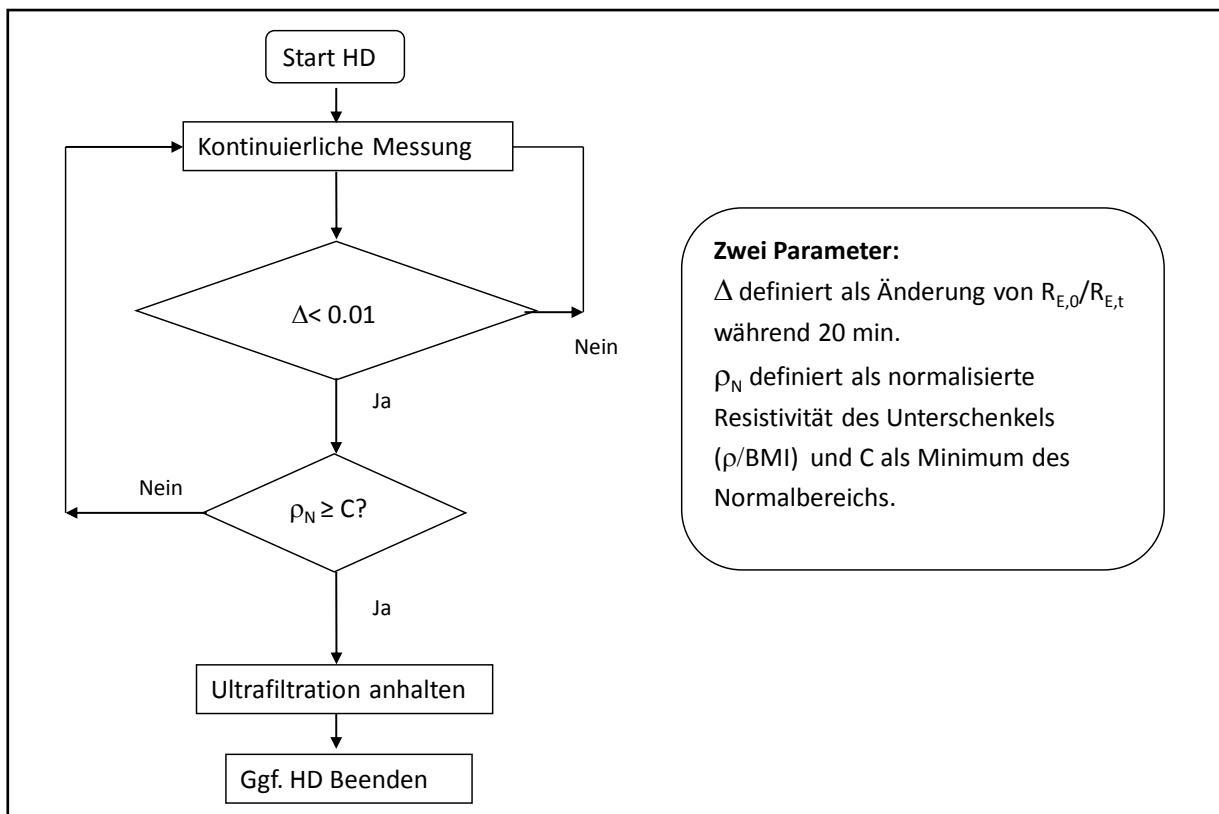 Start HD
Kontinuierliche Messung
Δ< 0.01
Nein
Ja
Nein
ρN ≥ C?
Ja
Ultrafiltration anhalten
Ggf. HD Beenden
Zwei Parameter:
Δ definiert als Änderung von RE,0/RE,t
während 20 min.
ρN definiert als normalisierte
Resistivität des Unterschenkels
(ρ/BMI) und C als Minimum des
Normalbereichs.